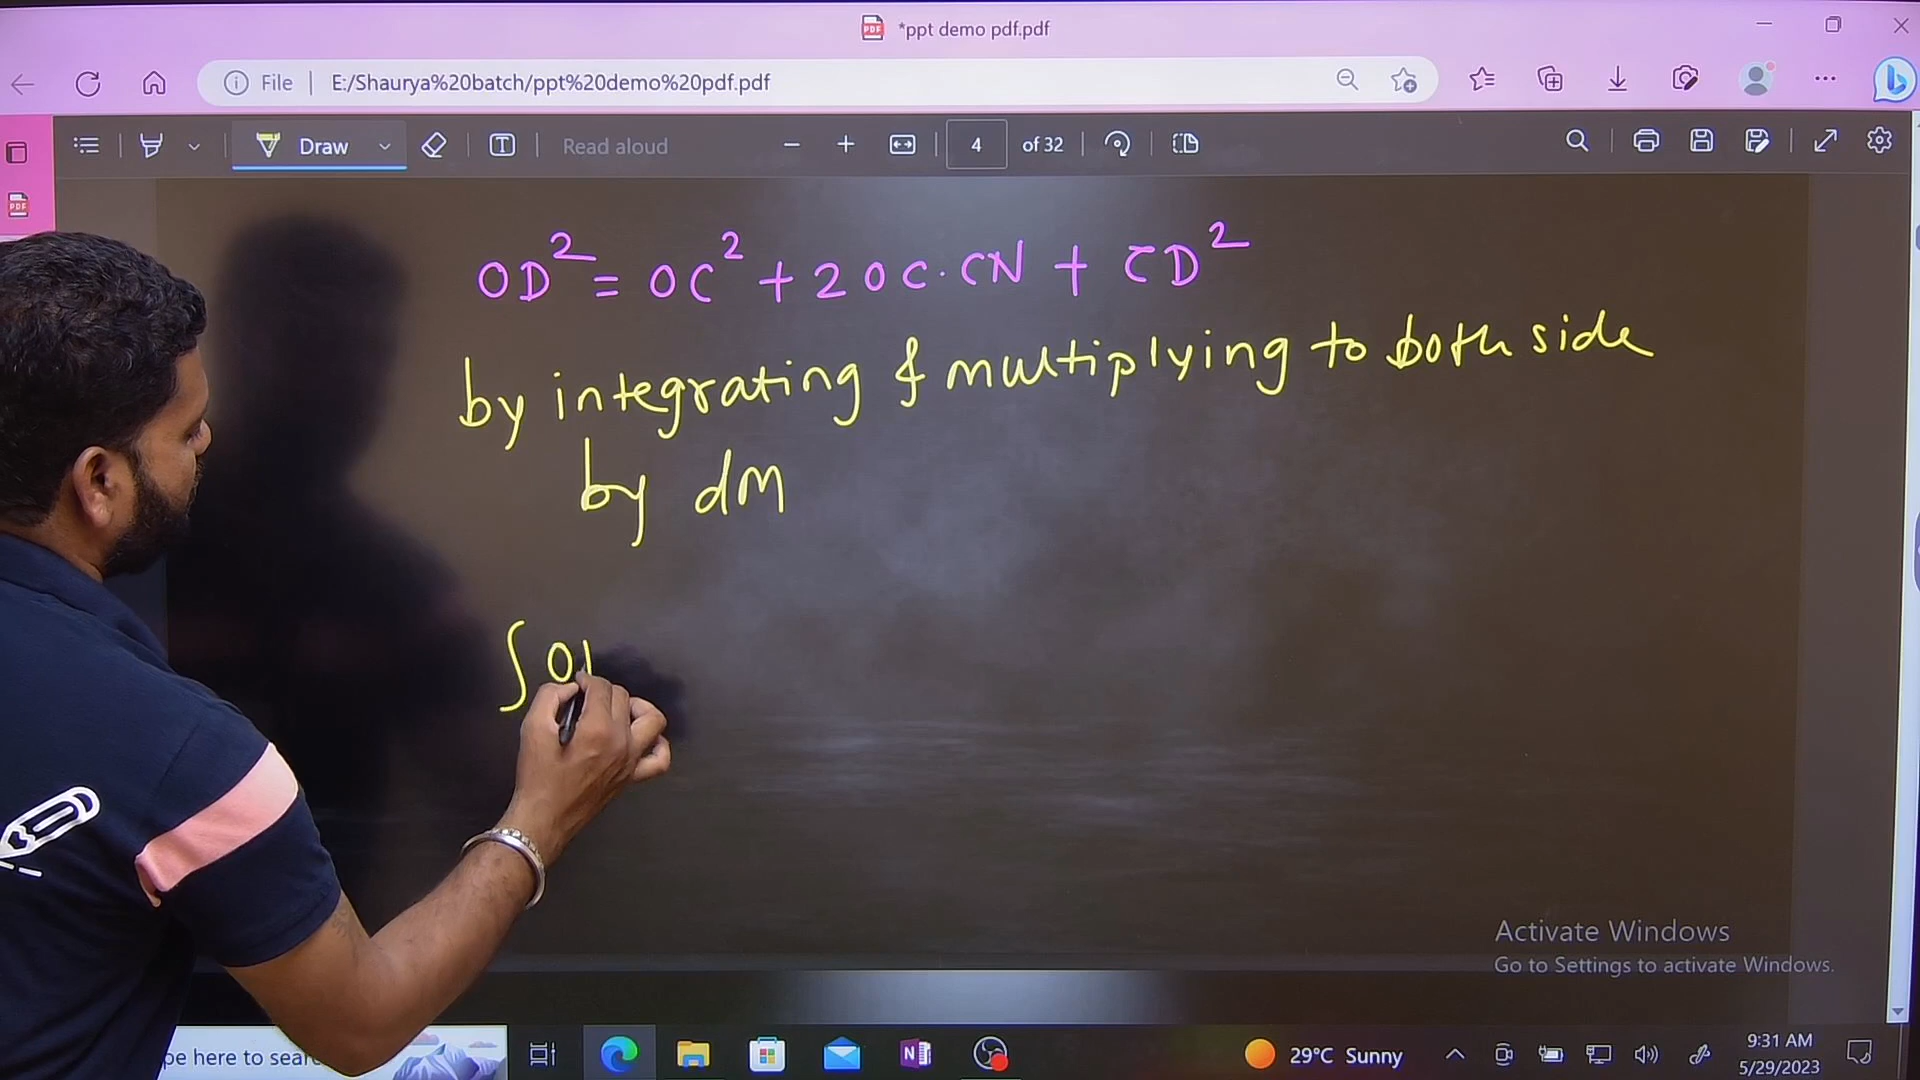 *ppt demo pdf.pdf
File | E:/Shaurya%20batch/ppt%20demo%20pdf.pdf
Draw Read aloud 4 of 32
OD² = OC² + 2OC·CN + CD²
by integrating & multiplying to both side
by dM
∫ O
Activate Windows
Go to Settings to activate Windows.
here to 29°C Sunny 9:31 AM
5/29/2023